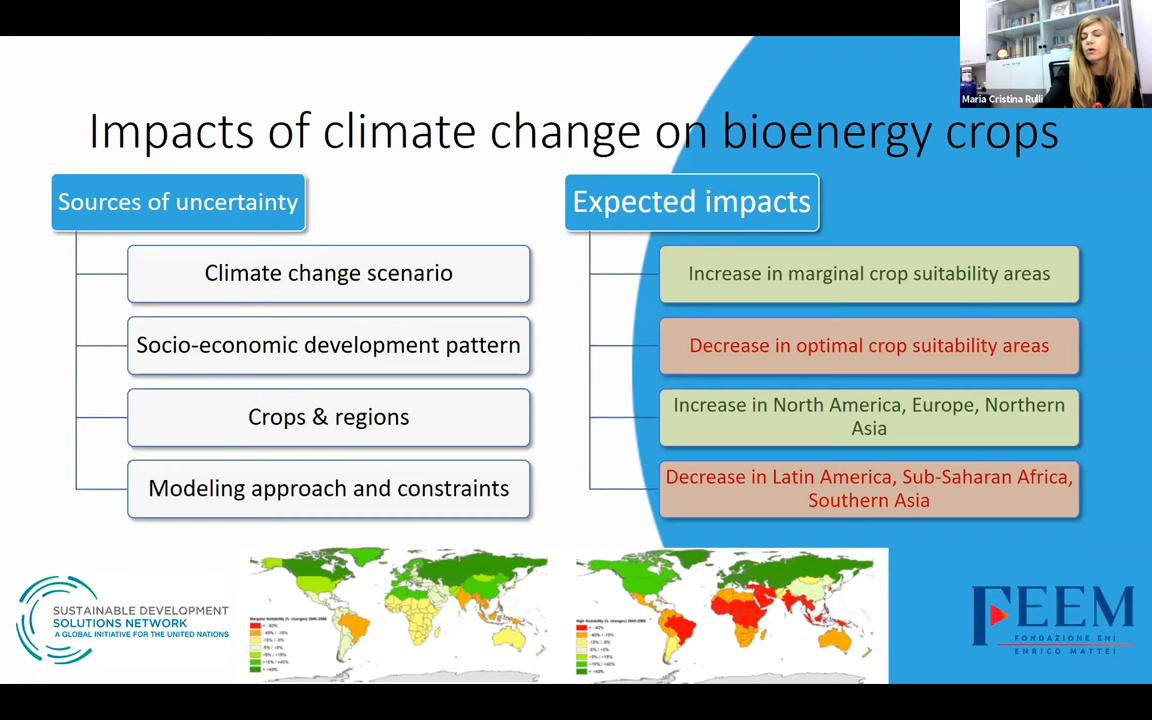 Maria Cristina Rulli
Impacts of climate change on bioenergy crops
Sources of uncertainty
Climate change scenario
Socio-economic development pattern
Crops & regions
Modeling approach and constraints
Expected impacts
Increase in marginal crop suitability areas
Decrease in optimal crop suitability areas
Increase in North America, Europe, Northern
Asia
Decrease in Latin America, Sub-Saharan Africa,
Southern Asia
SUSTAINABLE DEVELOPMENT
SOLUTIONS NETWORK
A GLOBAL INITIATIVE FOR THE UNITED NATIONS
FEEM
FONDAZIONE ENI
ENRICO MATTEI